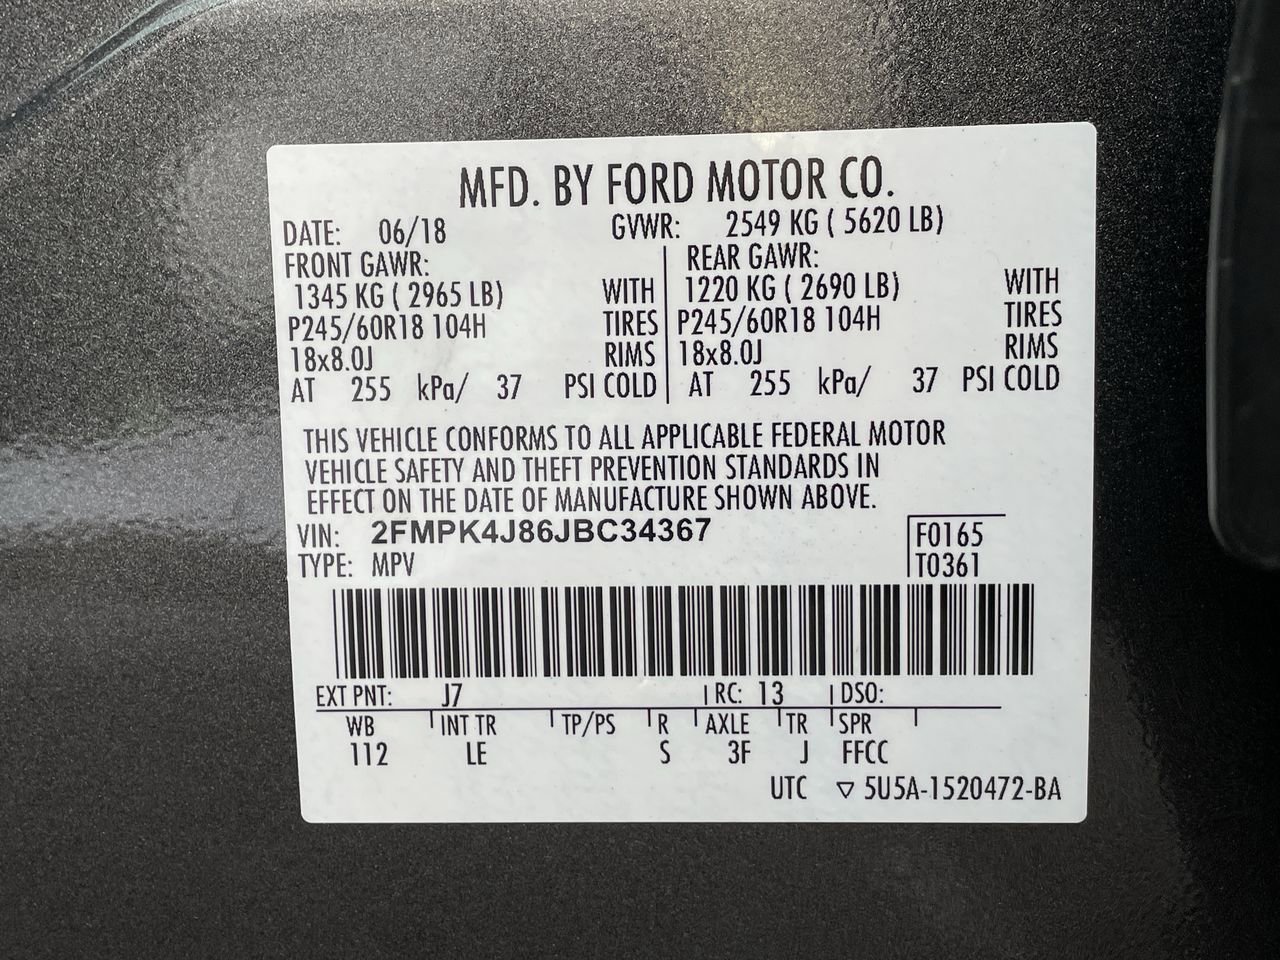 MFD. BY FORD MOTOR CO.
DATE: 06/18 GVWR: 2549 KG ( 5620 LB)
FRONT GAWR: REAR GAWR:
1345 KG ( 2965 LB) WITH 1220 KG ( 2690 LB) WITH
P245/60R18 104H TIRES P245/60R18 104H TIRES
18x8.0J RIMS 18x8.0J RIMS
AT 255 kPa/ 37 PSI COLD AT 255 kPa/ 37 PSI COLD
THIS VEHICLE CONFORMS TO ALL APPLICABLE FEDERAL MOTOR
VEHICLE SAFETY AND THEFT PREVENTION STANDARDS IN
EFFECT ON THE DATE OF MANUFACTURE SHOWN ABOVE.
VIN: 2FMPK4J86JBC34367 F0165
TYPE: MPV T0361
EXT PNT: J7 RC: 13 DSO:
WB INT TR TP/PS R AXLE TR SPR
112 LE S 3F J FFCC
UTC ▽ 5U5A-1520472-BA